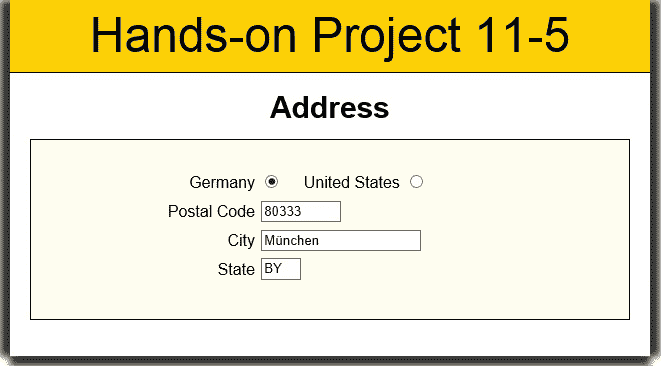 Hands-on Project 11-5
Address
Germany United States
Postal Code 80333
City München
State BY